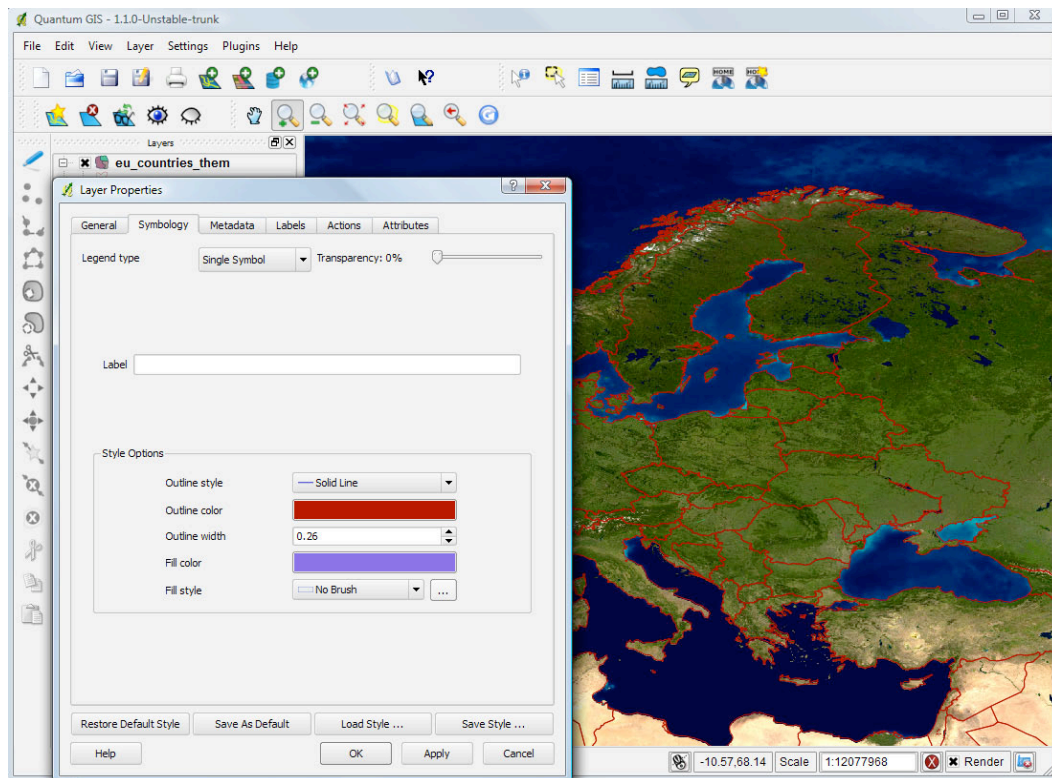 Quantum GIS - 1.1.0-Unstable-trunk
File Edit View Layer Settings Plugins Help
HOME HOME
Layers
eu_countries_them
Layer Properties
General Symbology Metadata Labels Actions Attributes
Legend type Single Symbol Transparency: 0%
Label
Style Options
Outline style Solid Line
Outline color
Outline width 0.26
Fill color
Fill style No Brush ...
Restore Default Style Save As Default Load Style ... Save Style ...
Help OK Apply Cancel
-10.57,68.14 Scale 1:12077968 Render